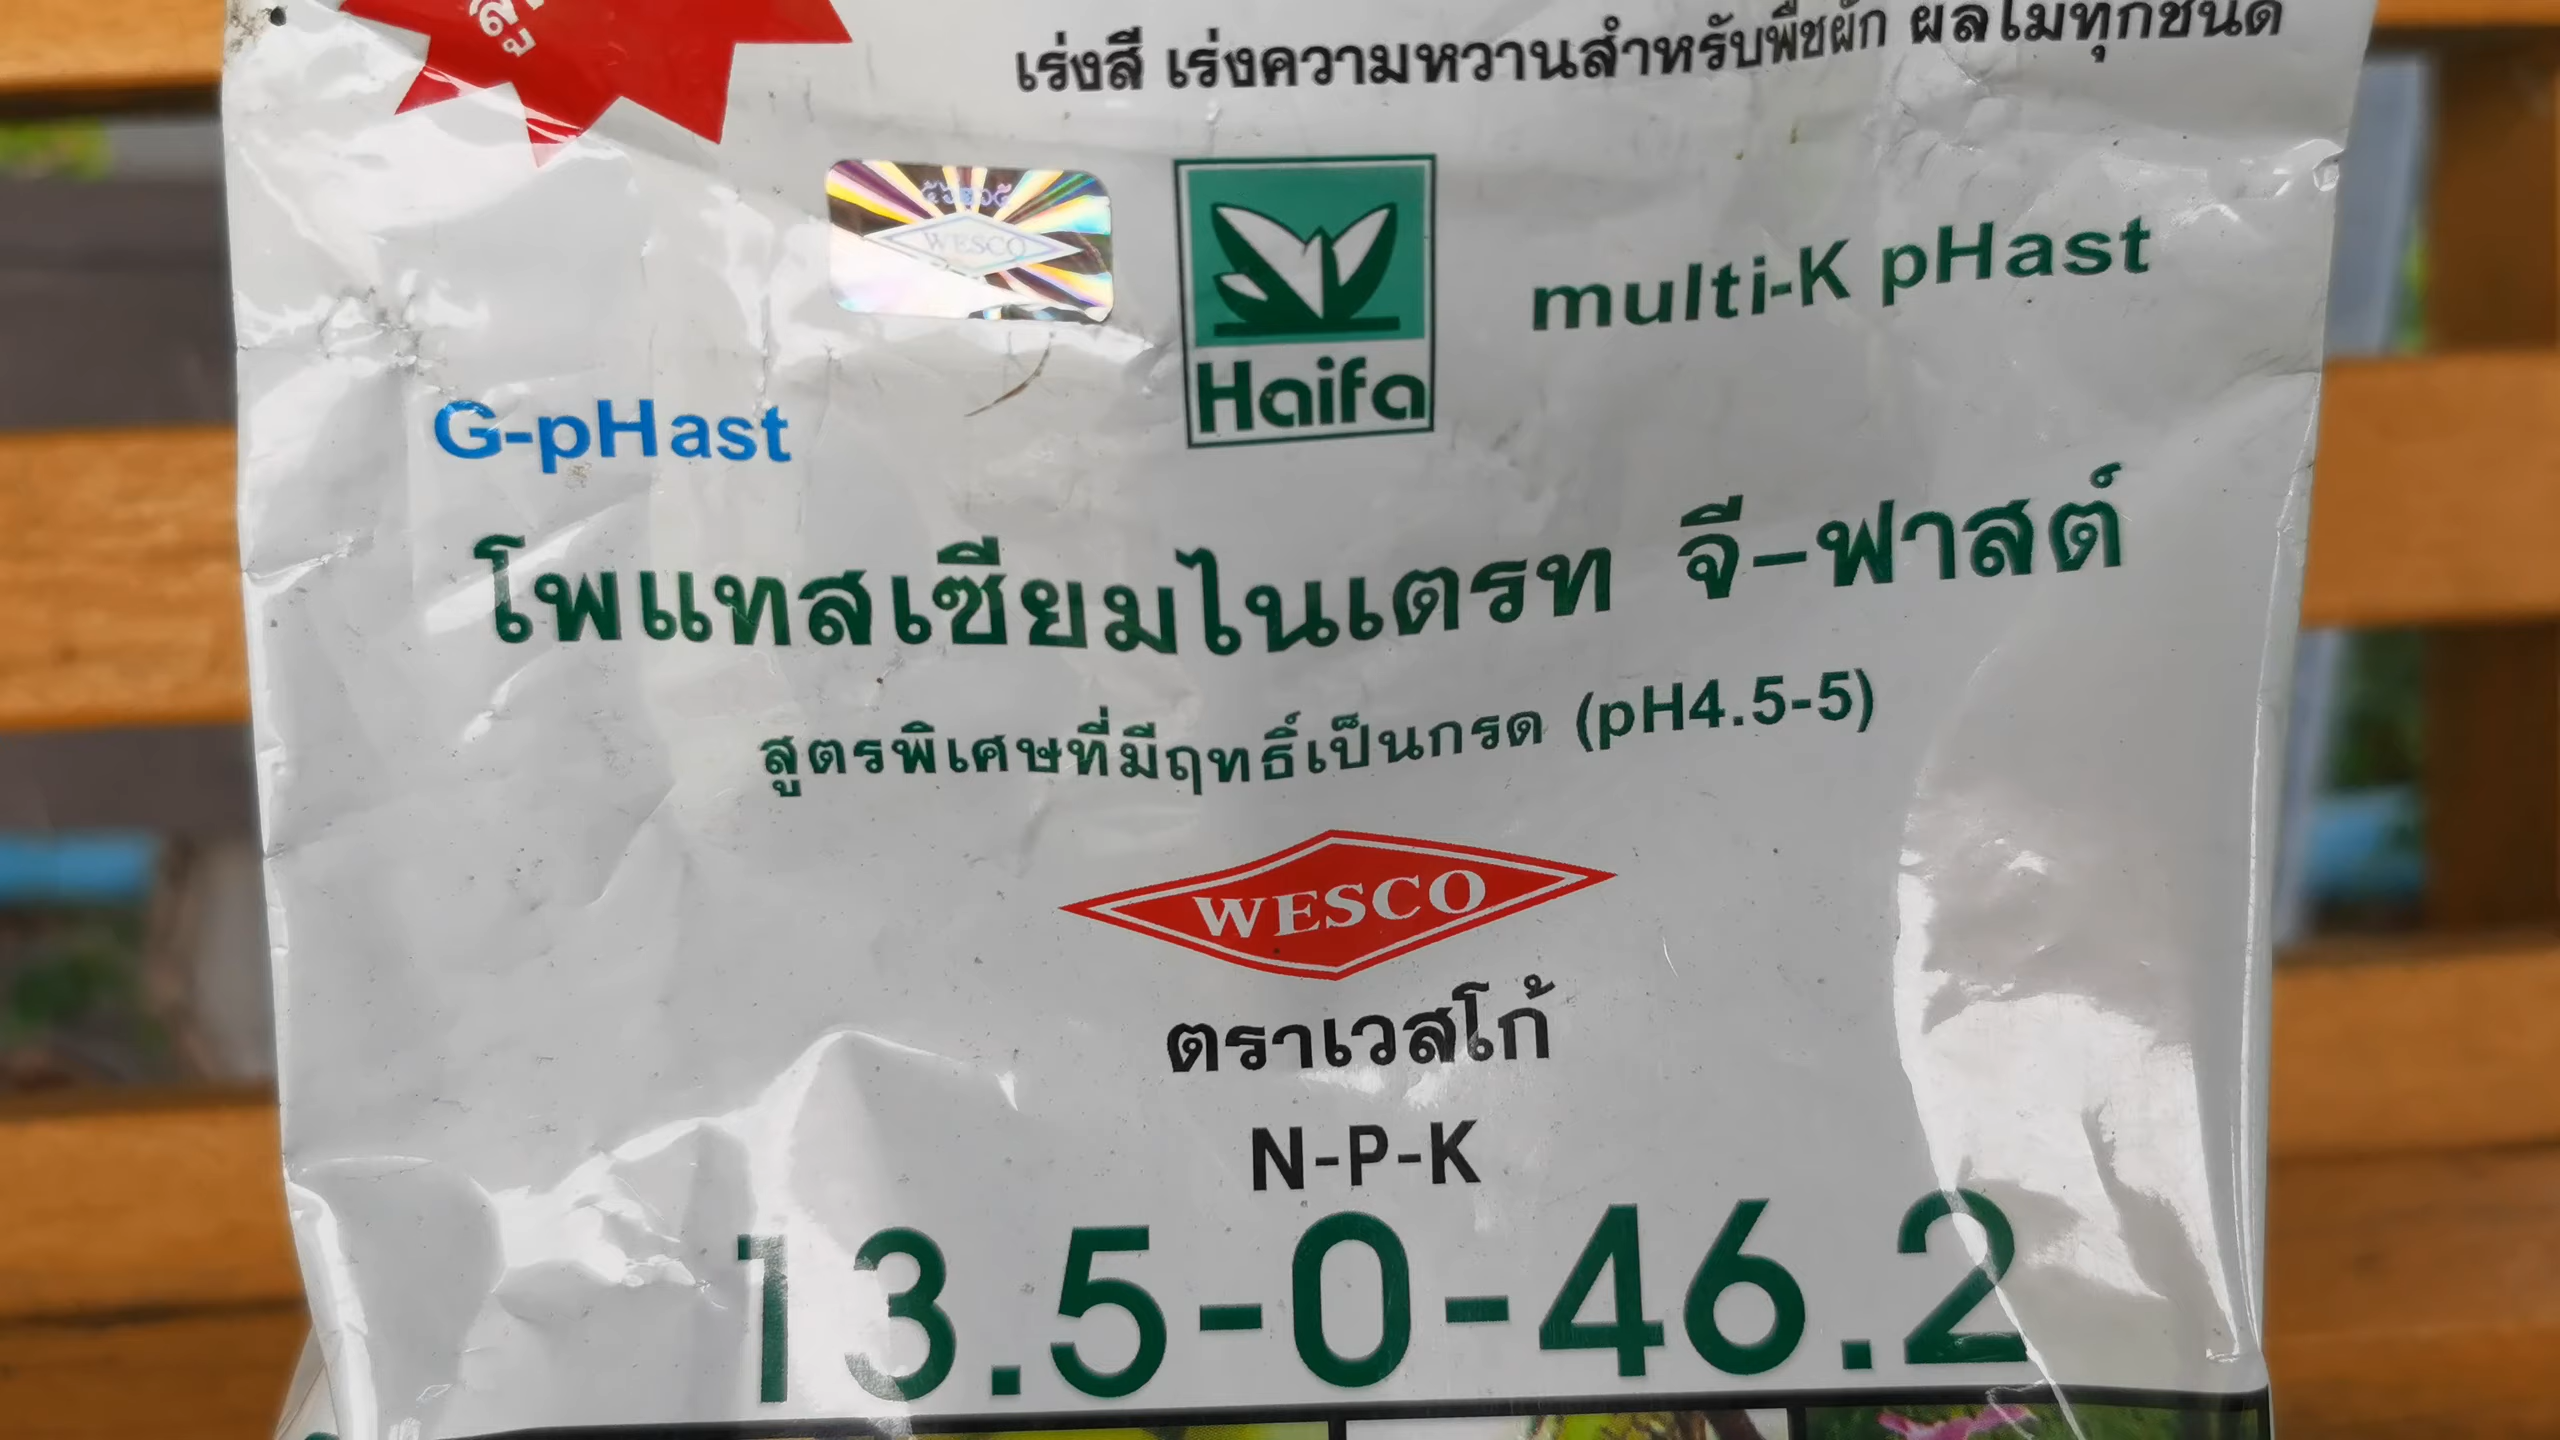 เร่งสี เร่งความหวานสำหรับพืชผัก ผลไม้ทุกชนิด
WESCO
Haifa
multi-K pHast
G-pHast
โพแทสเซียมไนเตรท จี-ฟาสต์
สูตรพิเศษที่มีฤทธิ์เป็นกรด (pH4.5-5)
WESCO
ตราเวสโก้
N-P-K
13.5-0-46.2